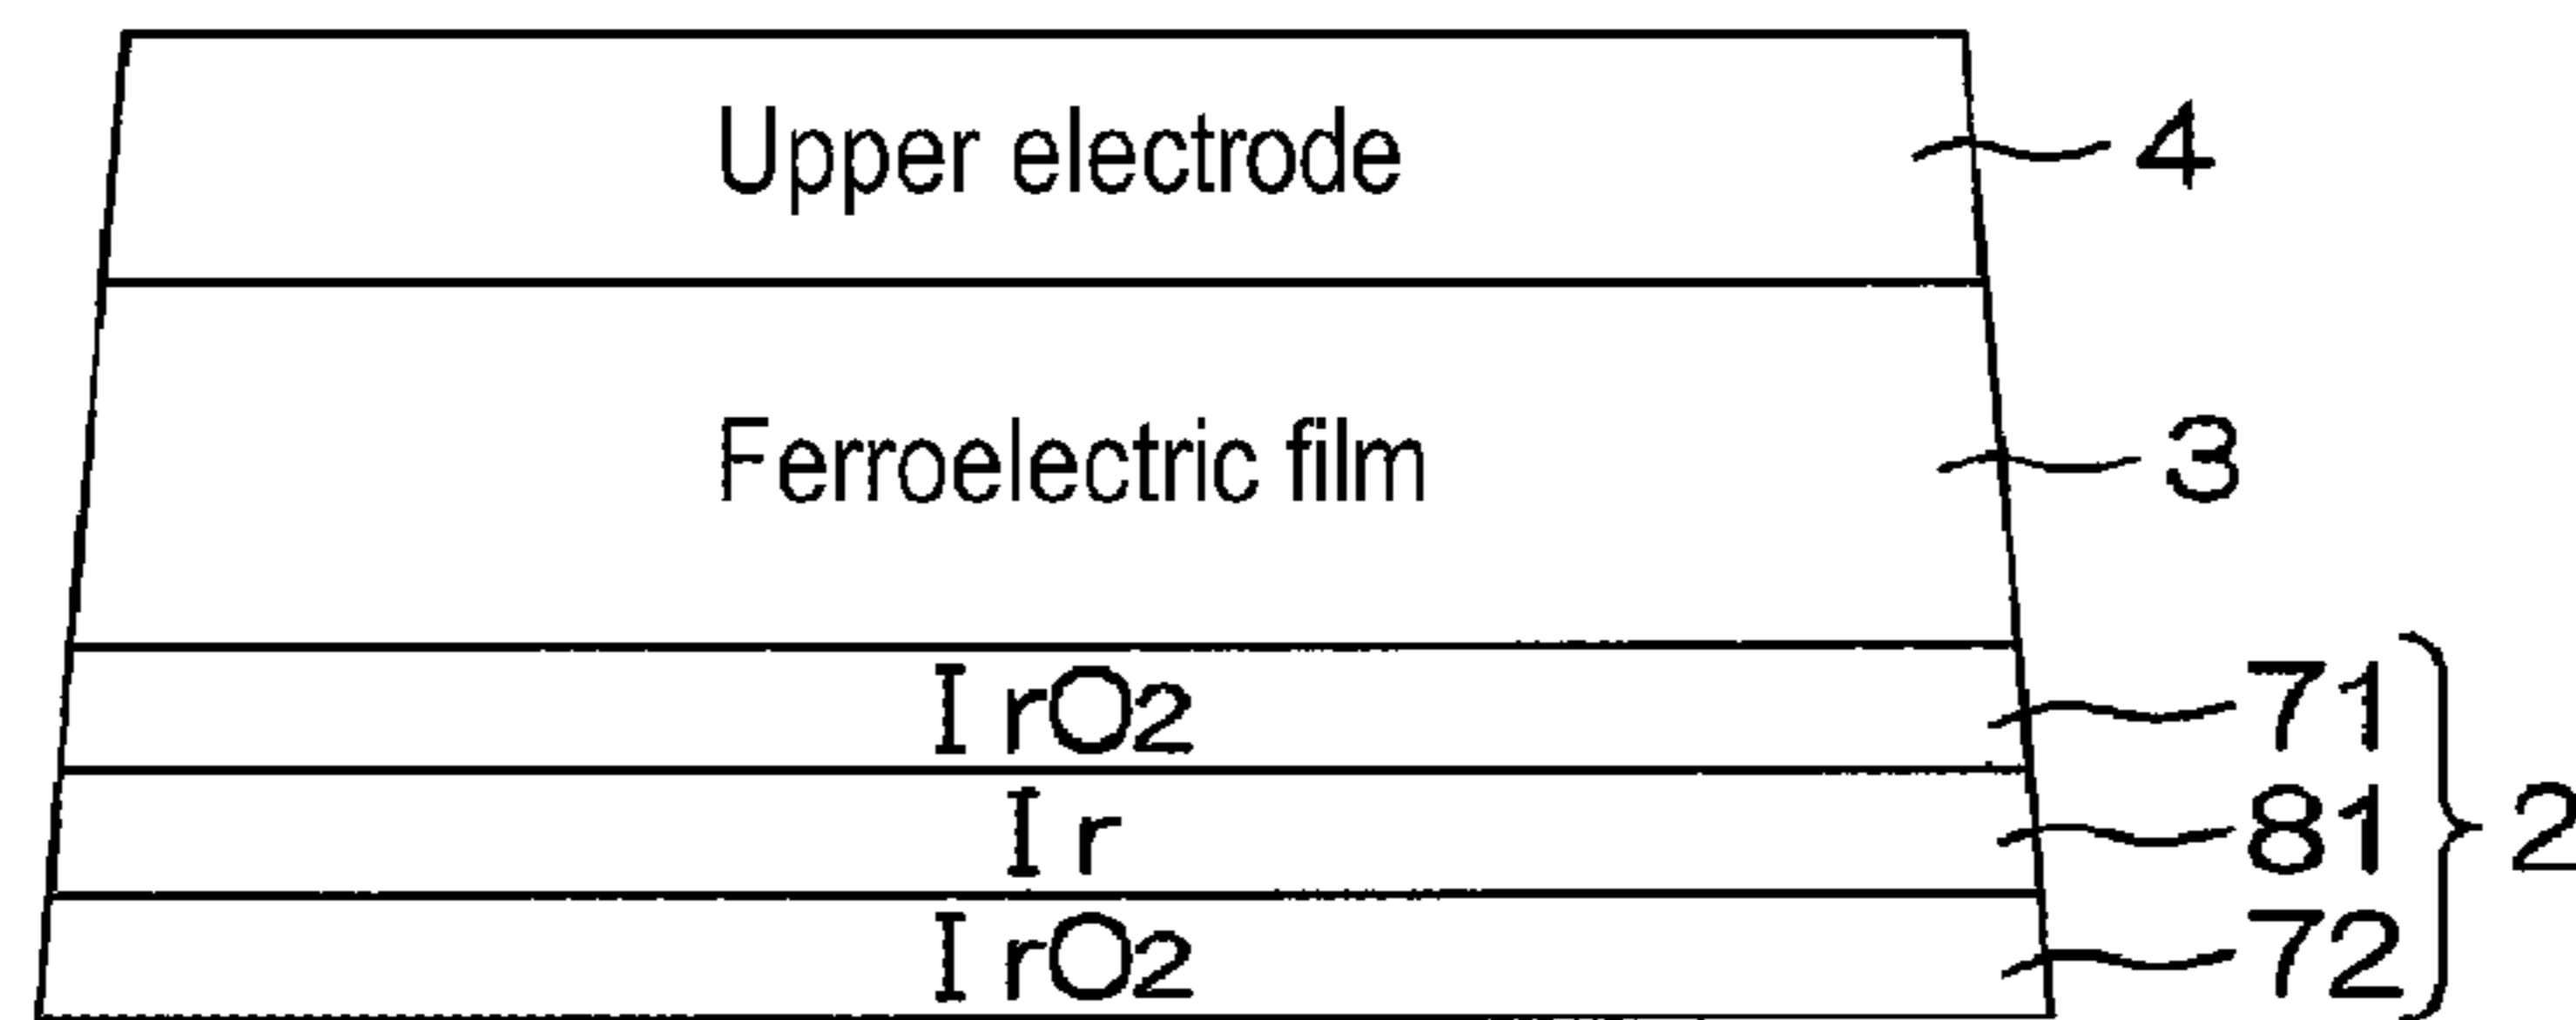 Upper electrode 4
Ferroelectric film 3
IrO2 71
Ir 81 2
IrO2 72